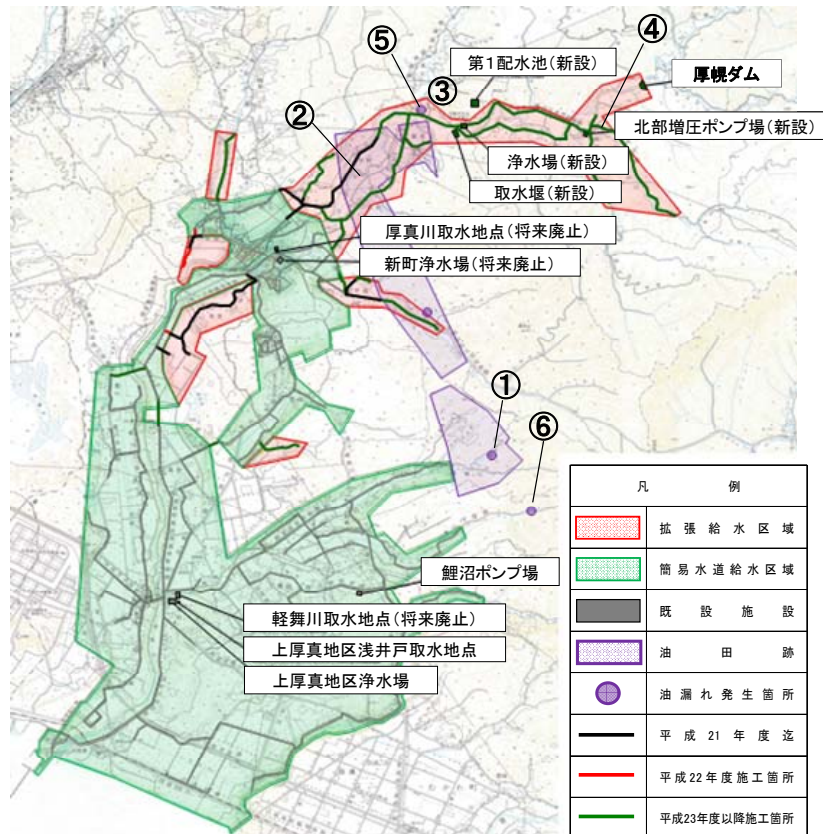 ⑤
③
④
第1配水池(新設)
厚幌ダム
②
北部増圧ポンプ場(新設)
浄水場(新設)
取水堰(新設)
厚真川取水地点(将来廃止)
新町浄水場(将来廃止)
①
⑥
凡例
拡張給水区域
簡易水道給水区域
既設施設
油田跡
油漏れ発生箇所
平成21年度迄
平成22年度施工箇所
平成23年度以降施工箇所
鯉沼ポンプ場
軽舞川取水地点(将来廃止)
上厚真地区浅井戸取水地点
上厚真地区浄水場